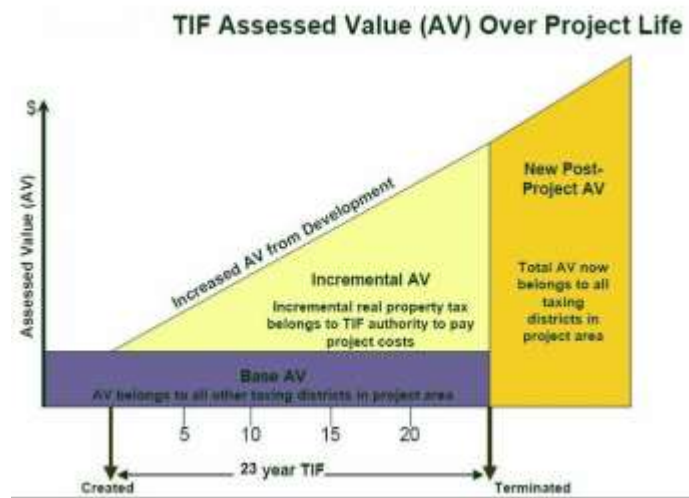 TIF Assessed Value (AV) Over Project Life
$
Assessed Value (AV)
Increased AV from Development
New Post-
Project AV
Incremental AV
Incremental real property tax
belongs to TIF authority to pay
project costs
Total AV now
belongs to all
taxing
districts in
project area
Base AV
AV belongs to all other taxing districts in project area
5
10
15
20
23 year TIF
Created
Terminated